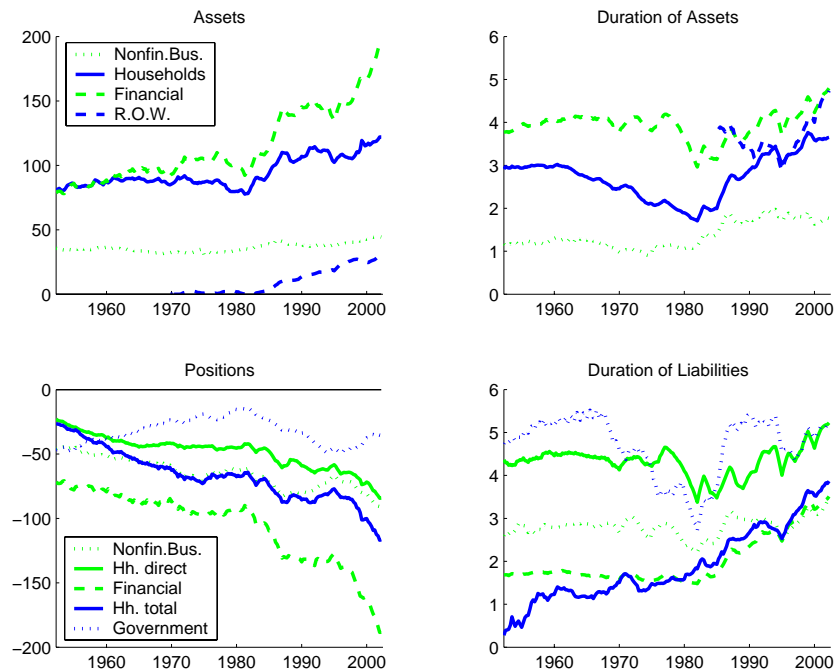 Assets
200
150
100
50
0
Nonfin.Bus.
Households
Financial
R.O.W.
1960 1970 1980 1990 2000
Duration of Assets
6
5
4
3
2
1
0
1960 1970 1980 1990 2000
Positions
0
−50
−100
−150
−200
Nonfin.Bus.
Hh. direct
Financial
Hh. total
Government
1960 1970 1980 1990 2000
Duration of Liabilities
6
5
4
3
2
1
0
1960 1970 1980 1990 2000